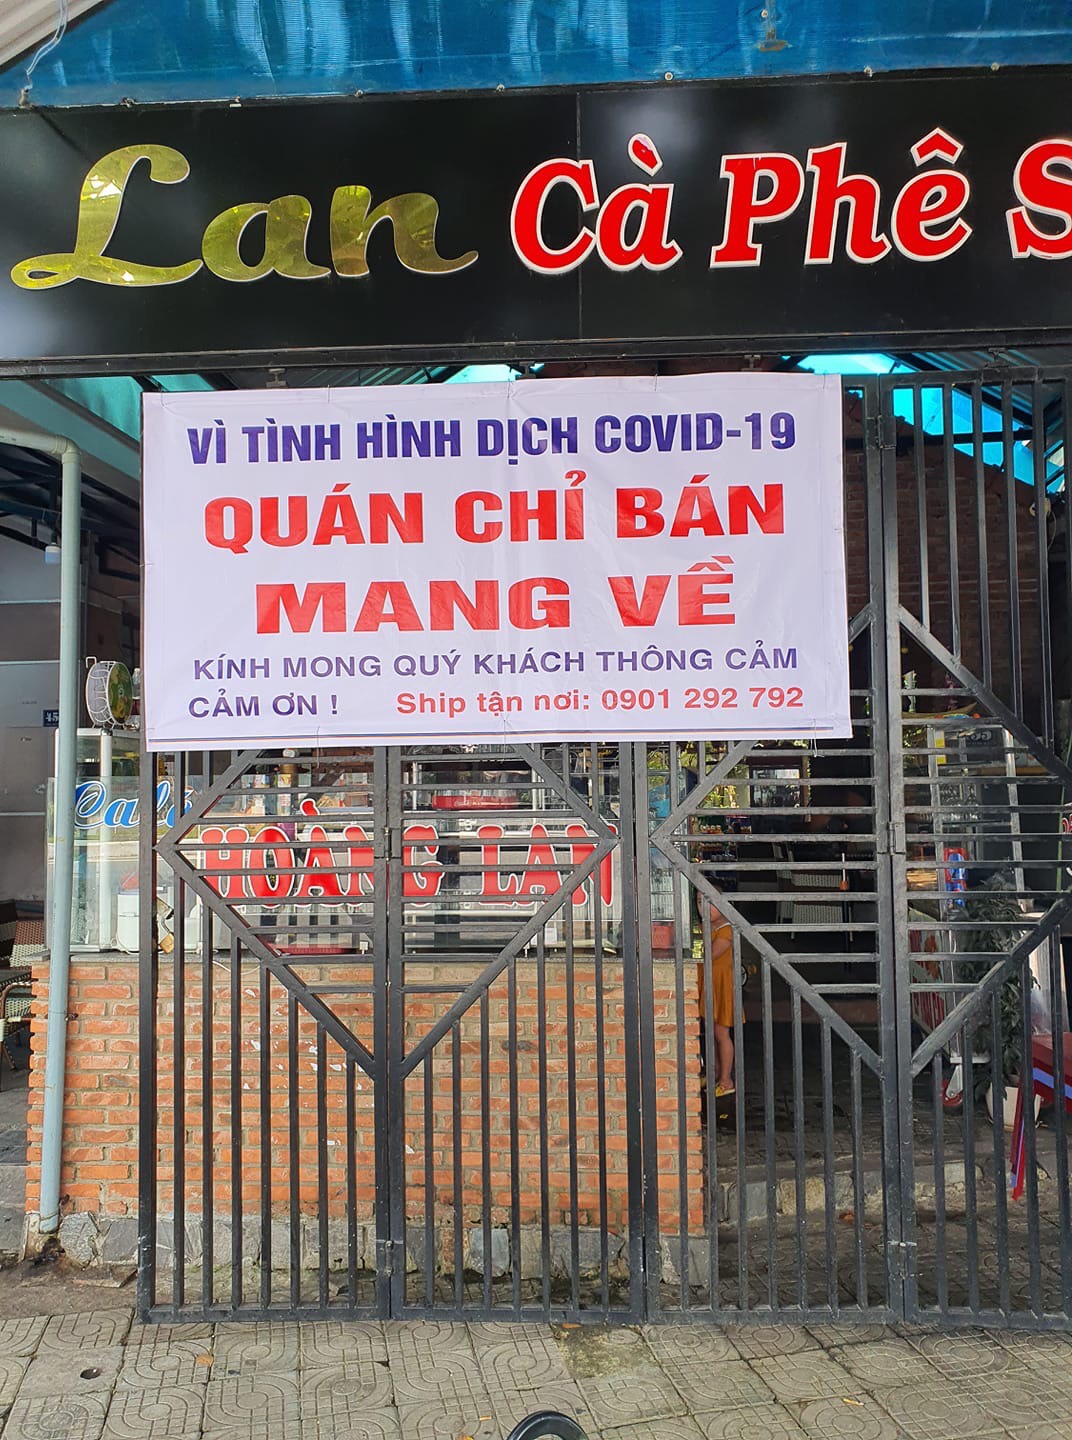 Lan Cà Phê S
VÌ TÌNH HÌNH DỊCH COVID-19
QUÁN CHỈ BÁN
MANG VỀ
KÍNH MONG QUÝ KHÁCH THÔNG CẢM
CẢM ƠN ! Ship tận nơi: 0901 292 792
Café
HOÀNG LAN